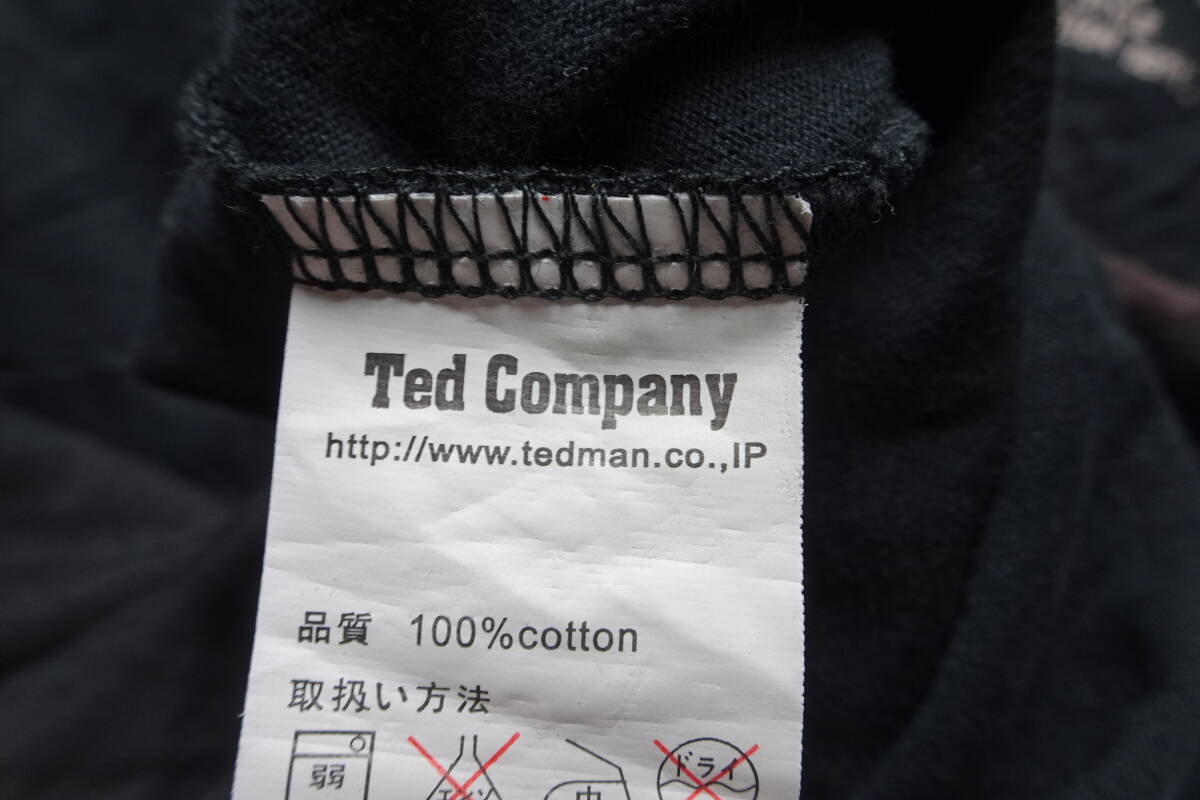 Ted Company
http://www.tedman.co.,IP
品質 100%cotton
取扱い方法
弱 中 ドライ